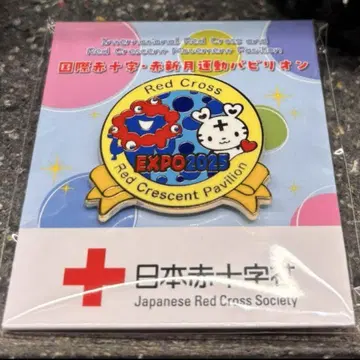 International Red Cross and
Red Crescent Movement Pavilion
国際赤十字・赤新月運動パビリオン
Red Cross
EXPO2025
Red Crescent Pavilion
日本赤十字社
Japanese Red Cross Society